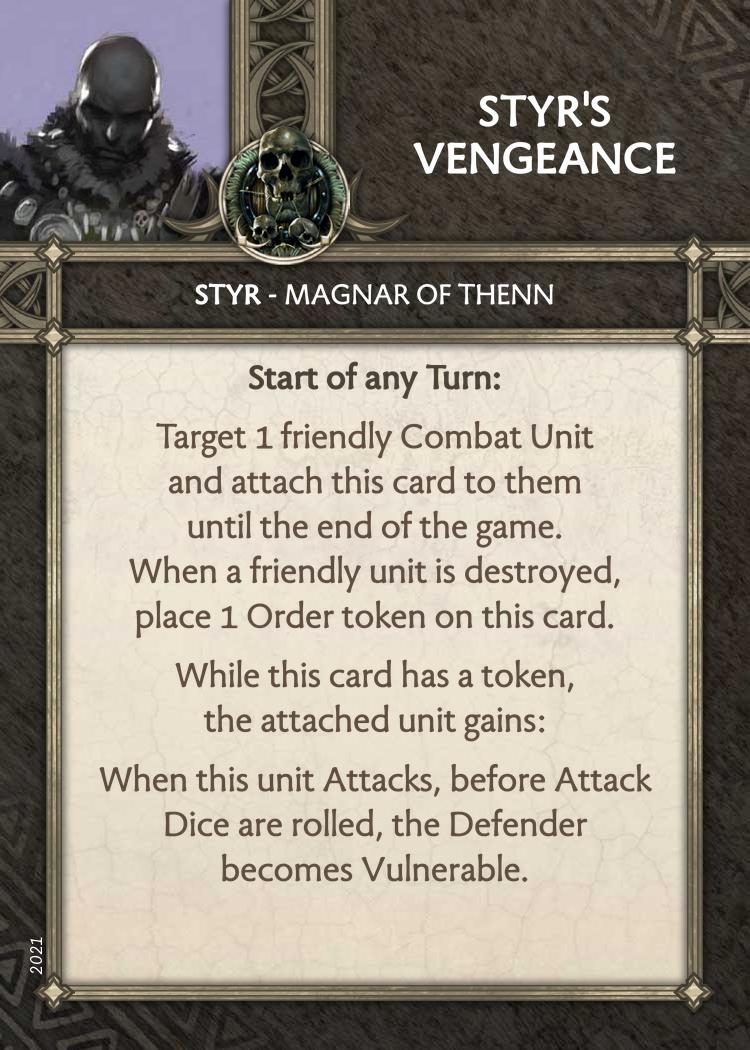 STYR'S
VENGEANCE
STYR - MAGNAR OF THENN
Start of any Turn:
Target 1 friendly Combat Unit
and attach this card to them
until the end of the game.
When a friendly unit is destroyed,
place 1 Order token on this card.
While this card has a token,
the attached unit gains:
When this unit Attacks, before Attack
Dice are rolled, the Defender
becomes Vulnerable.
2021